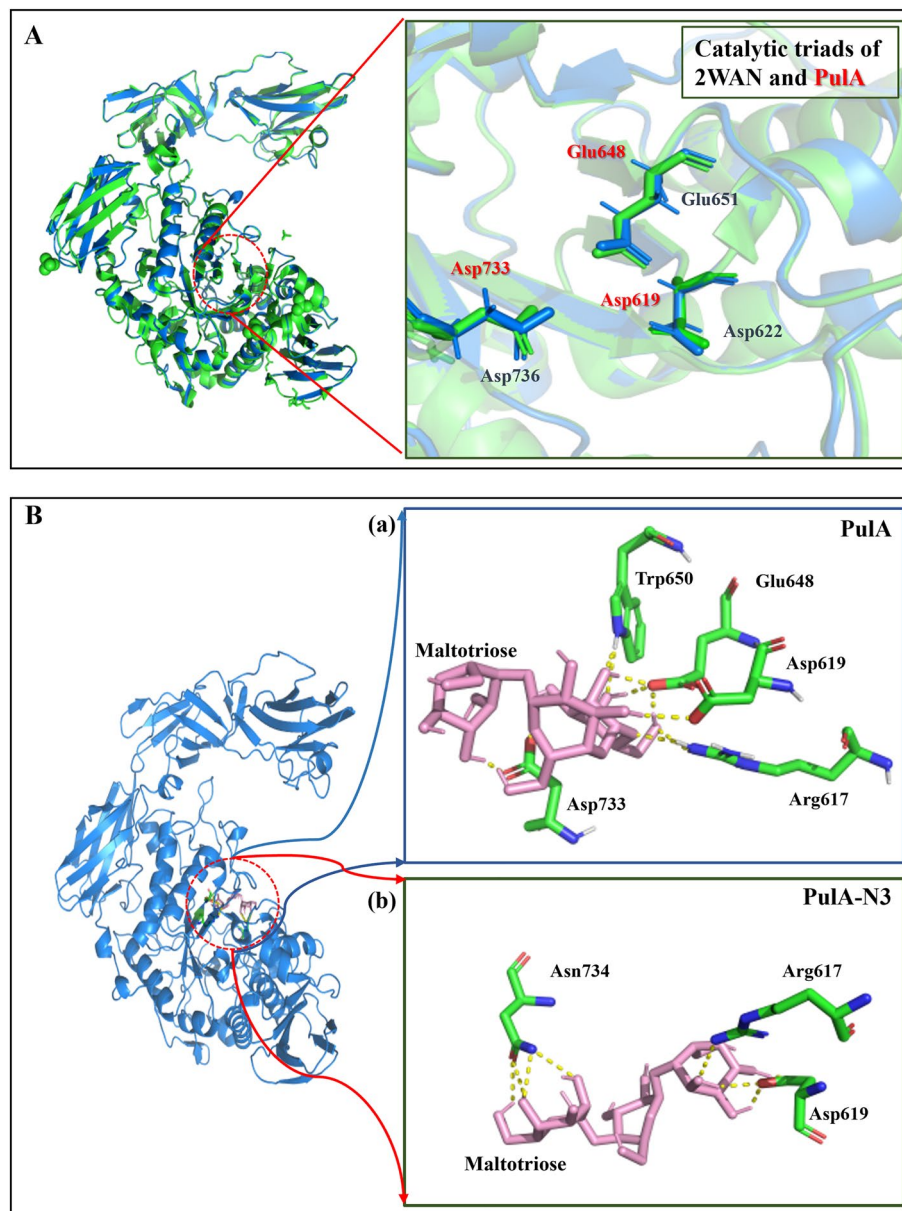 A
Catalytic triads of
2WAN and PulA
Glu648
Glu651
Asp733
Asp619
Asp622
Asp736
B
(a)
PulA
Trp650
Glu648
Maltotriose
Asp619
Asp733
Arg617
(b)
PulA-N3
Asn734
Arg617
Asp619
Maltotriose